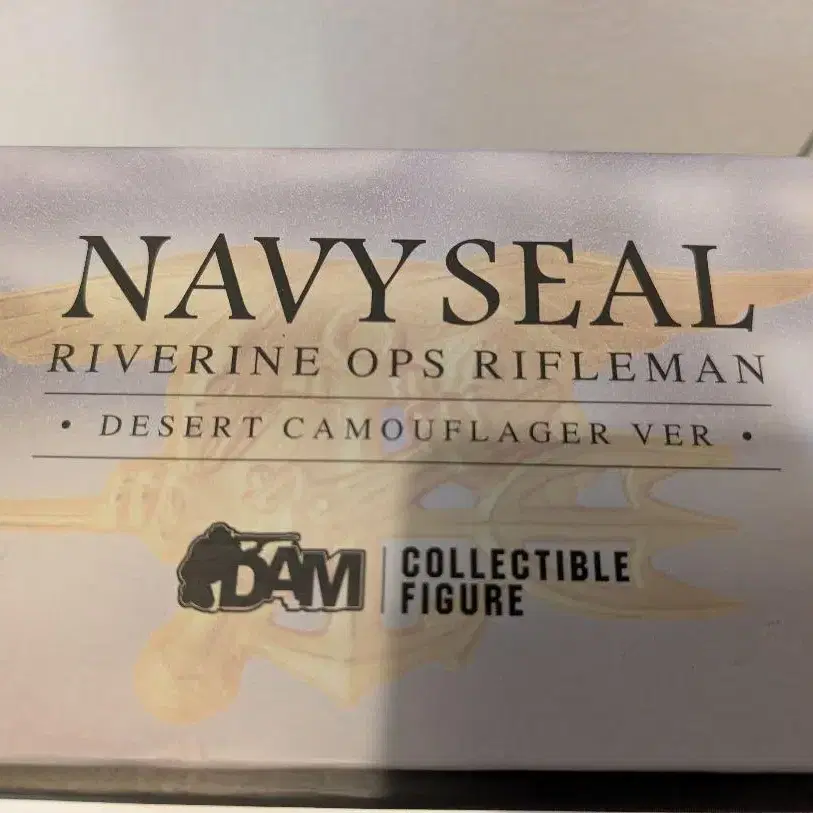 NAVY SEAL
RIVERINE OPS RIFLEMAN
• DESERT CAMOUFLAGER VER •
DAM
COLLECTIBLE
FIGURE